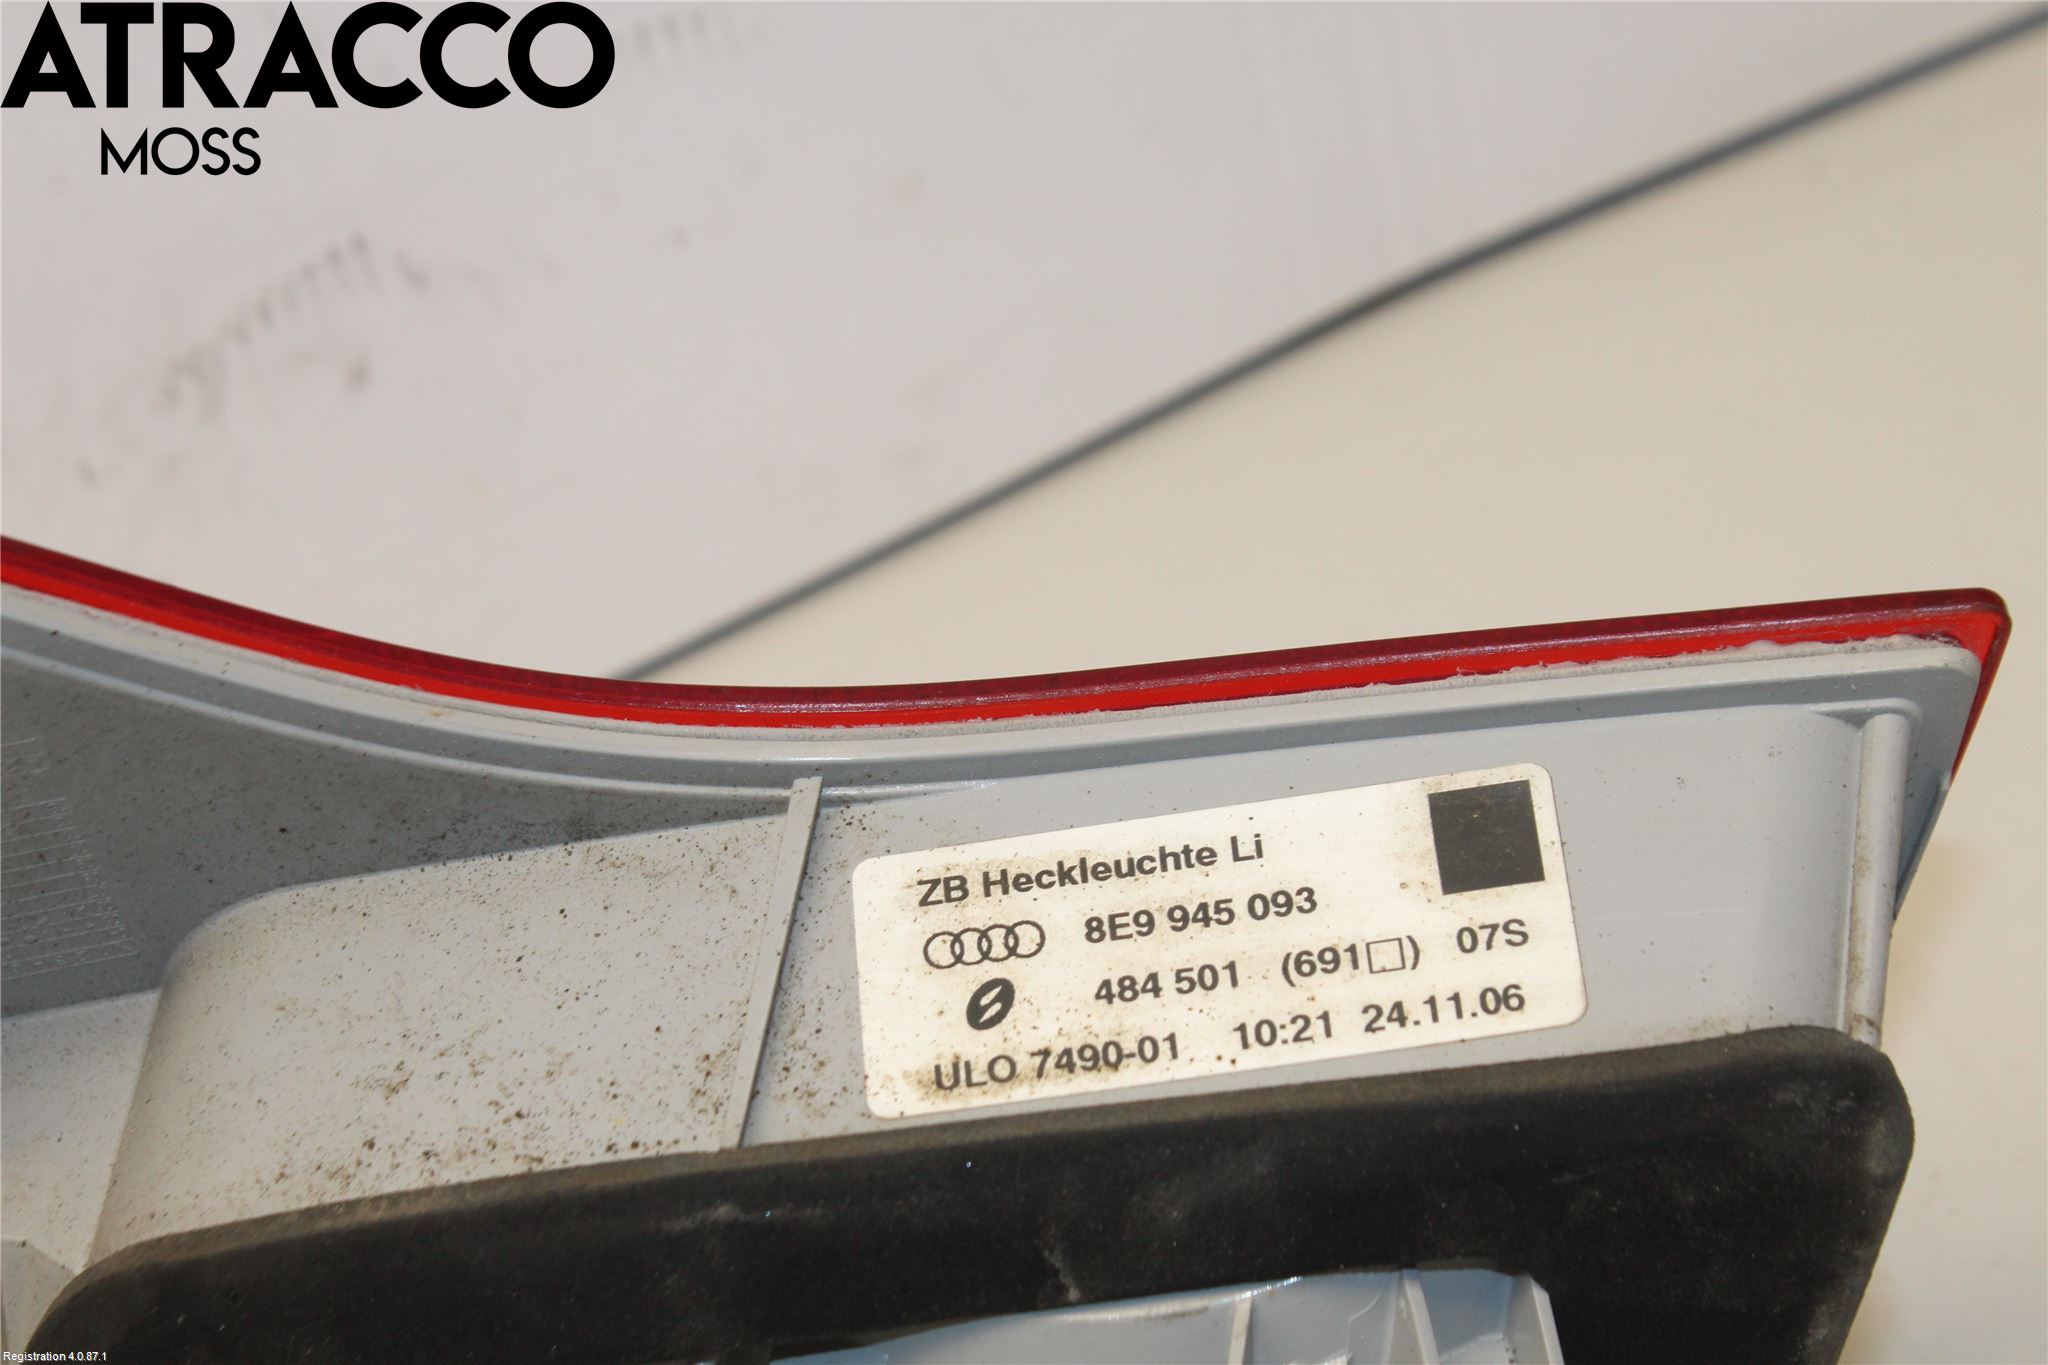 ATRACCO
MOSS
ZB Heckleuchte Li
8E9 945 093
484 501 (691□) 07S
ULO 7490-01 10:21 24.11.06
Registration 4.0.87.1